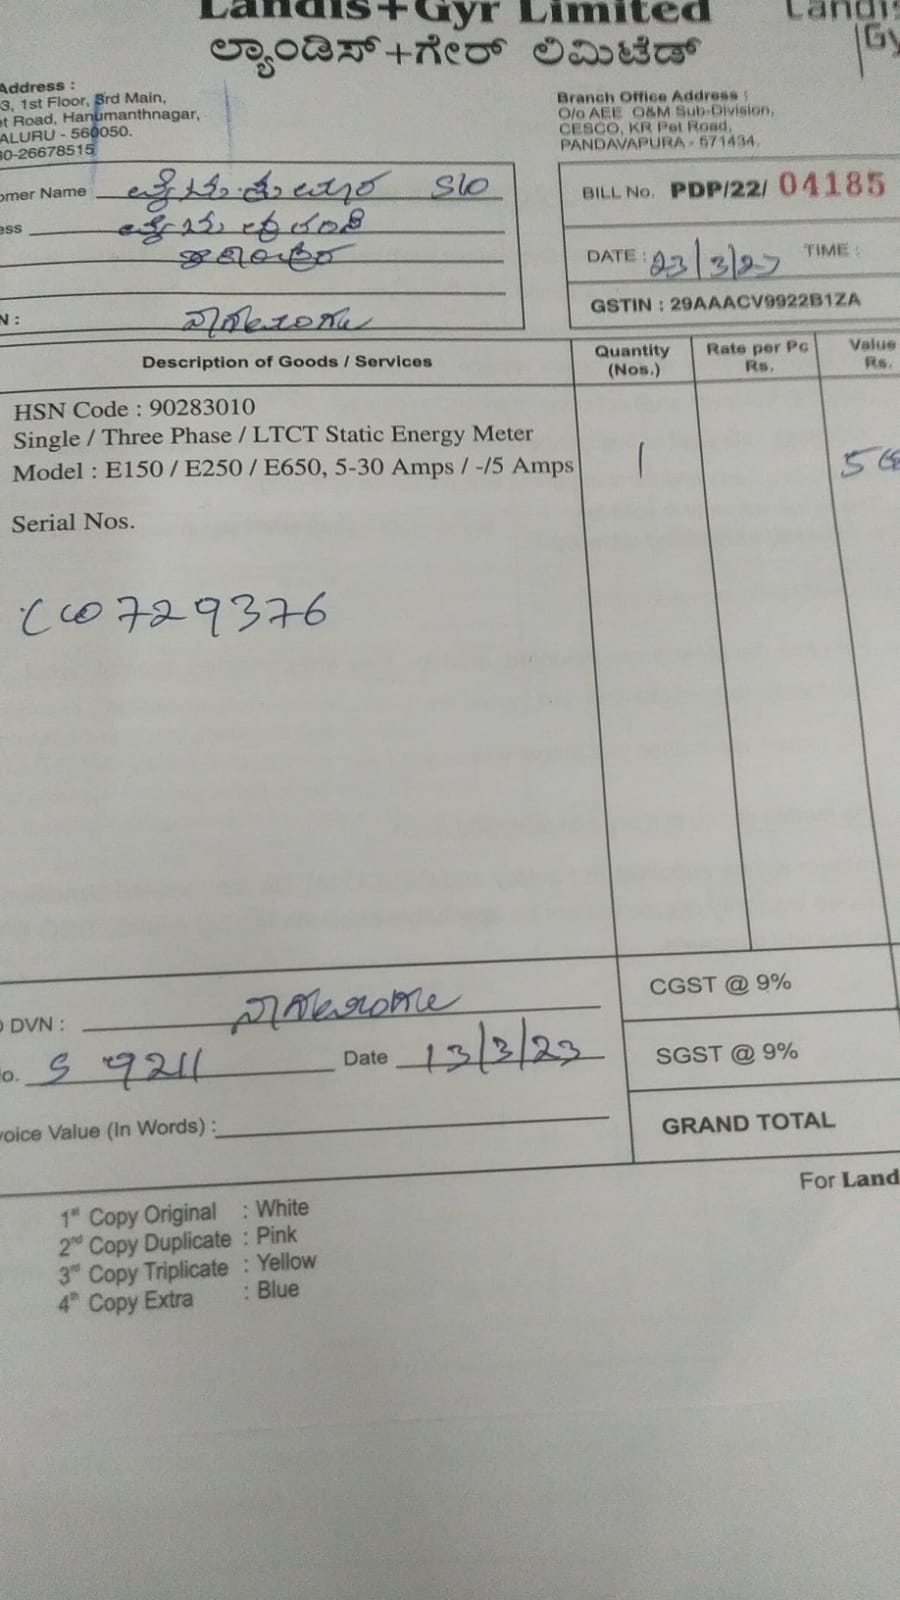 Landis+Gyr Limited
ಲ್ಯಾಂಡಿಸ್+ಗೇರ್ ಲಿಮಿಟೆಡ್
Landis
Gy
Address :
3, 1st Floor, 3rd Main,
t Road, Hanumanthnagar,
ALURU - 560050.
80-26678515
Branch Office Address :
O/o AEE O&M Sub-Division,
CESCO, KR Pet Road,
PANDAVAPURA - 571434.
omer Name S/O
ess
N :
BILL No. PDP/22/ 04185
DATE : 23/3/23 TIME :
GSTIN : 29AAACV9922B1ZA
Description of Goods / Services Quantity (Nos.) Rate per Pc Rs. Value Rs.
HSN Code : 90283010
Single / Three Phase / LTCT Static Energy Meter
Model : E150 / E250 / E650, 5-30 Amps / -/5 Amps 1
Serial Nos.
729376
DVN :
o. S 9211 Date 13/3/23
voice Value (In Words) :
CGST @ 9%
SGST @ 9%
GRAND TOTAL
For Land
1st Copy Original : White
2nd Copy Duplicate : Pink
3rd Copy Triplicate : Yellow
4th Copy Extra : Blue